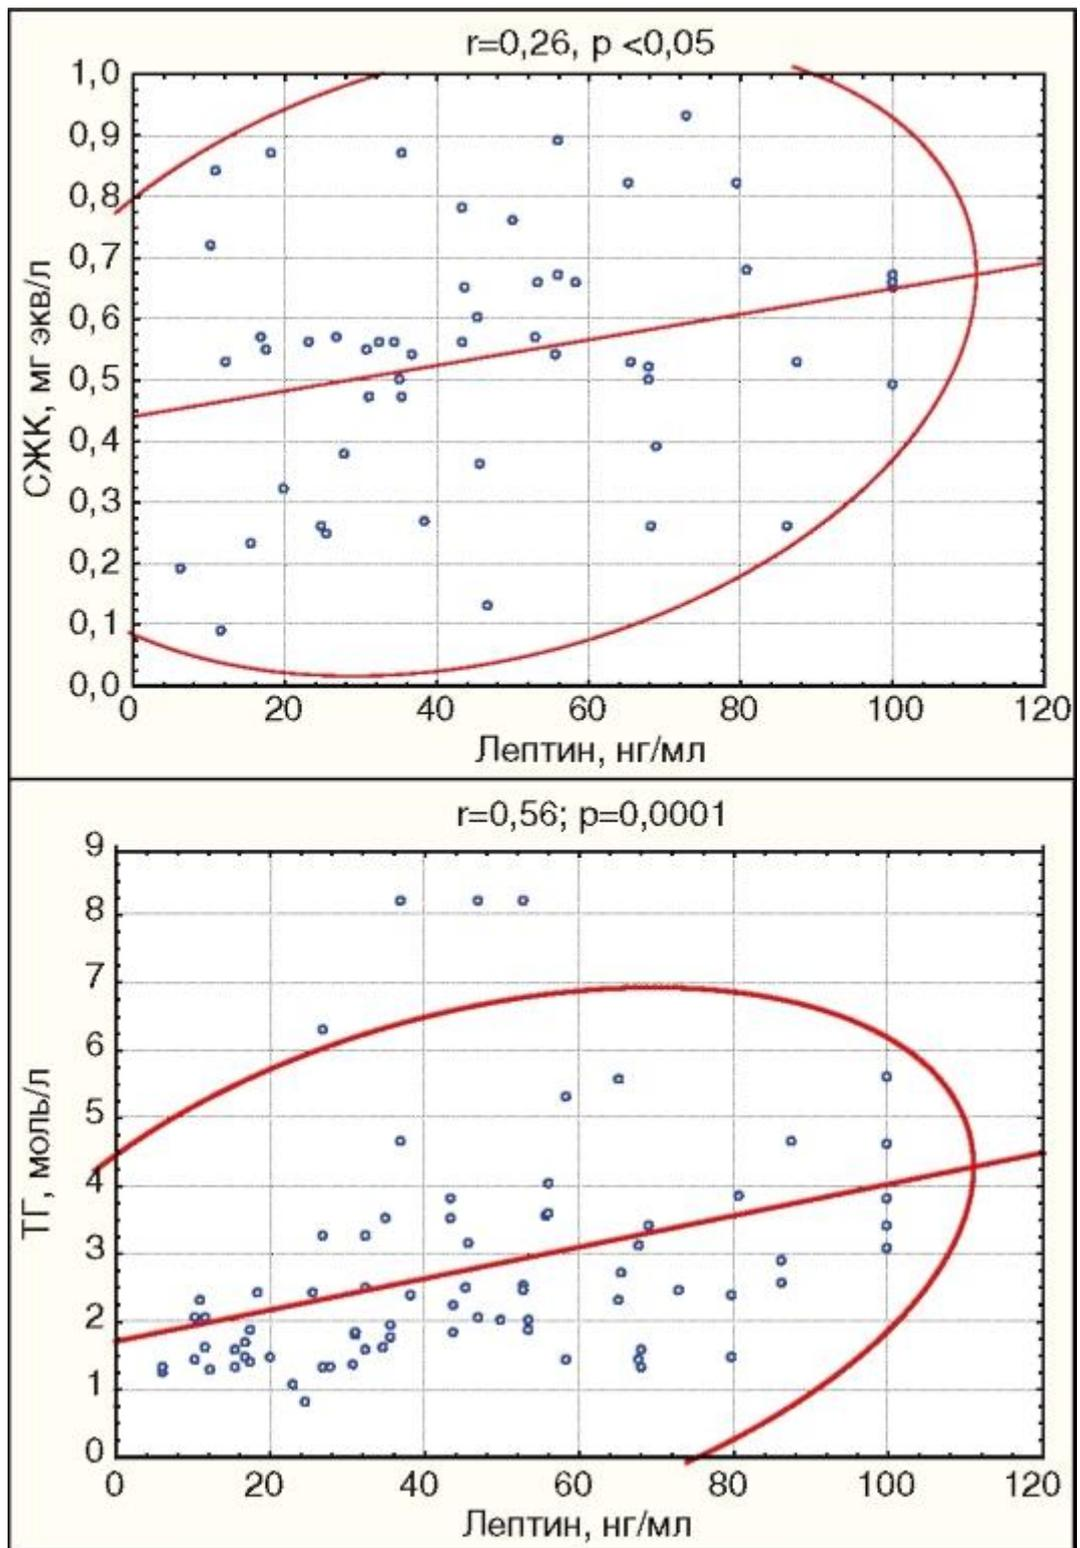 r=0,26, p <0,05
1,0
0,9
0,8
0,7
0,6
0,5
0,4
0,3
0,2
0,1
0,0
СЖК, мг экв/л
0 20 40 60 80 100 120
Лептин, нг/мл
r=0,56; p=0,0001
9
8
7
6
5
4
3
2
1
0
ТГ, моль/л
0 20 40 60 80 100 120
Лептин, нг/мл